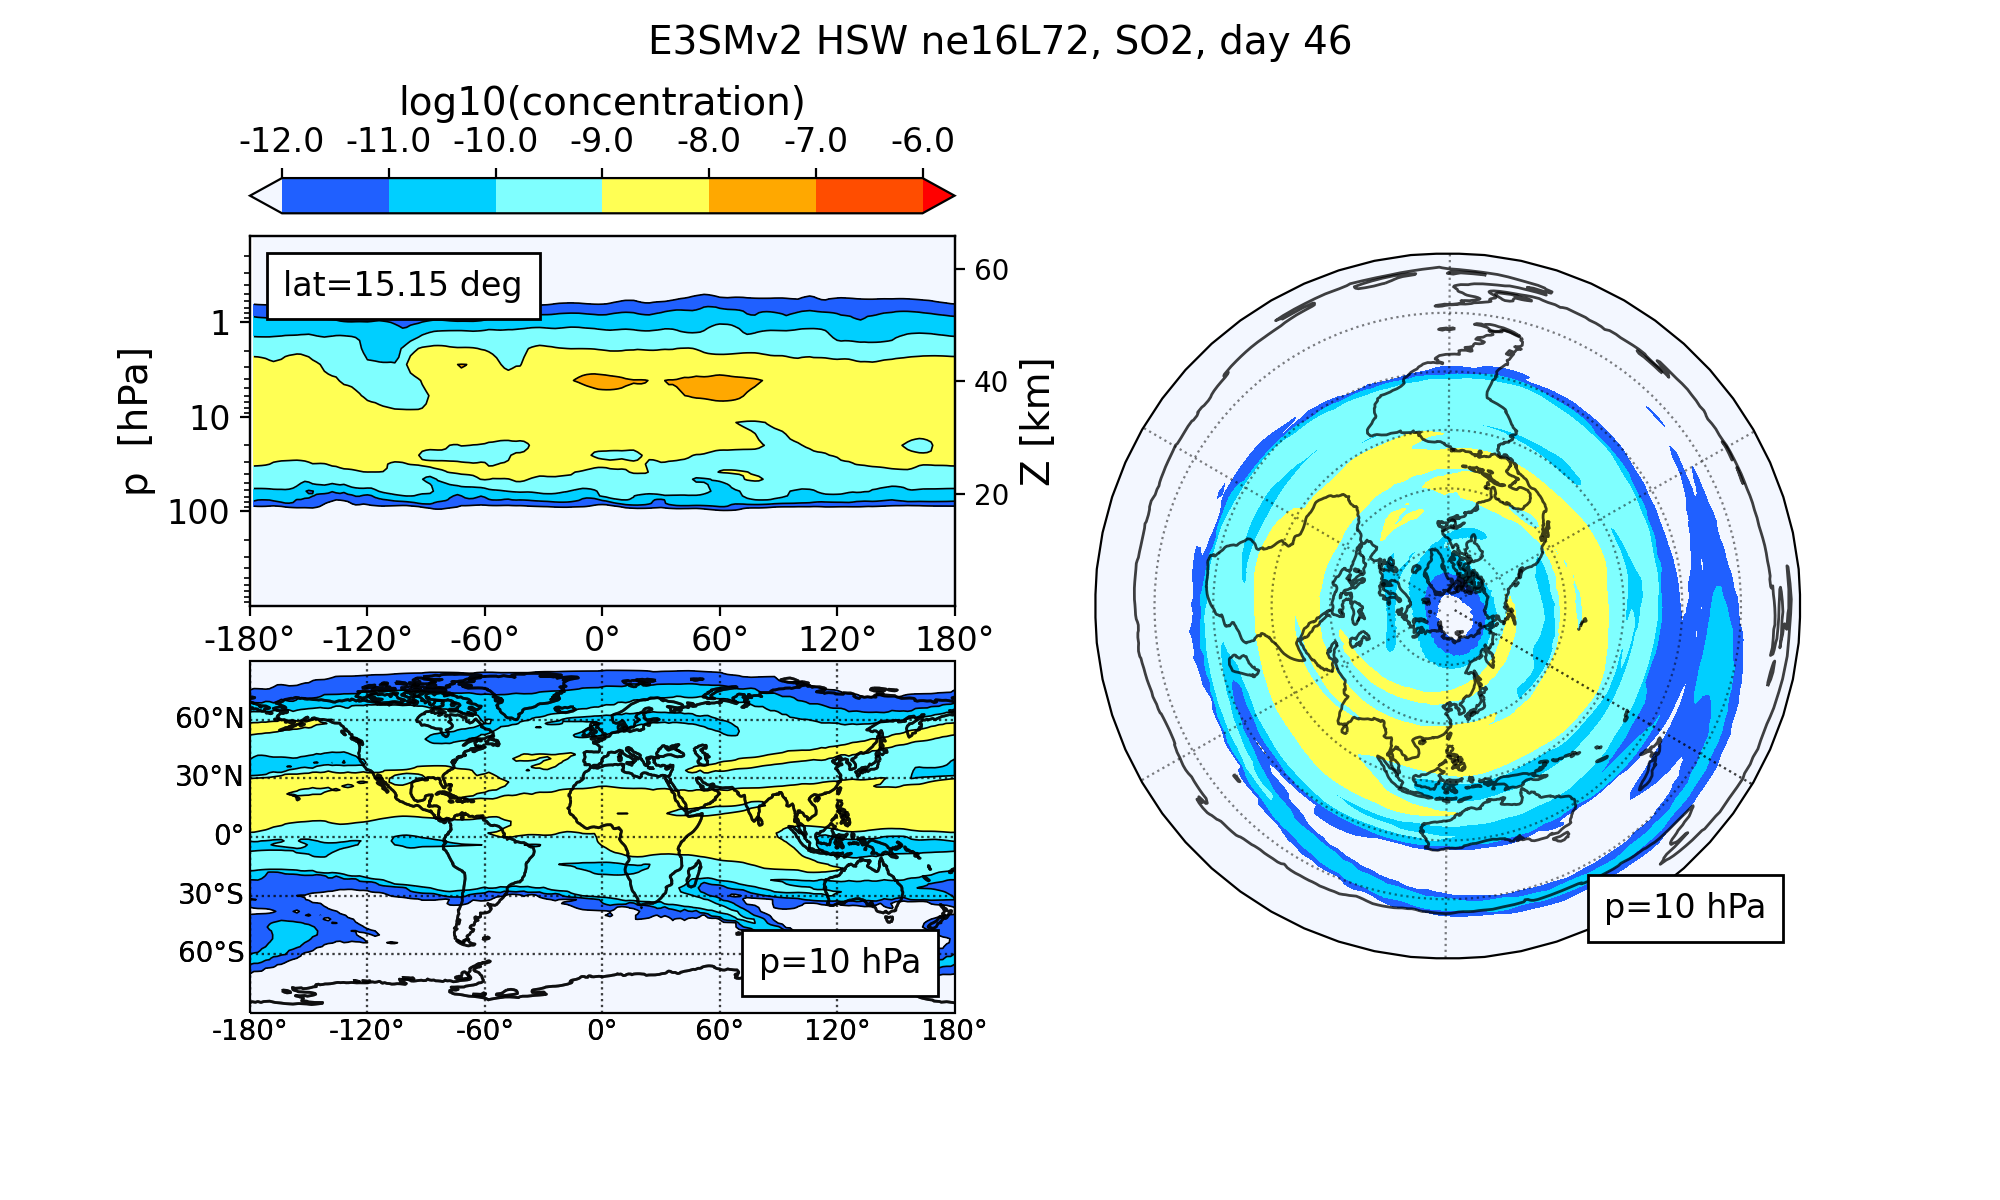 E3SMv2 HSW ne16L72, SO2, day 46
log10(concentration)
-12.0 -11.0 -10.0 -9.0 -8.0 -7.0 -6.0
lat=15.15 deg
p [hPa]
1
10
100
60
40
20
Z [km]
-180° -120° -60° 0° 60° 120° 180°
60°N
30°N
0°
30°S
60°S
p=10 hPa
-180° -120° -60° 0° 60° 120° 180°
p=10 hPa